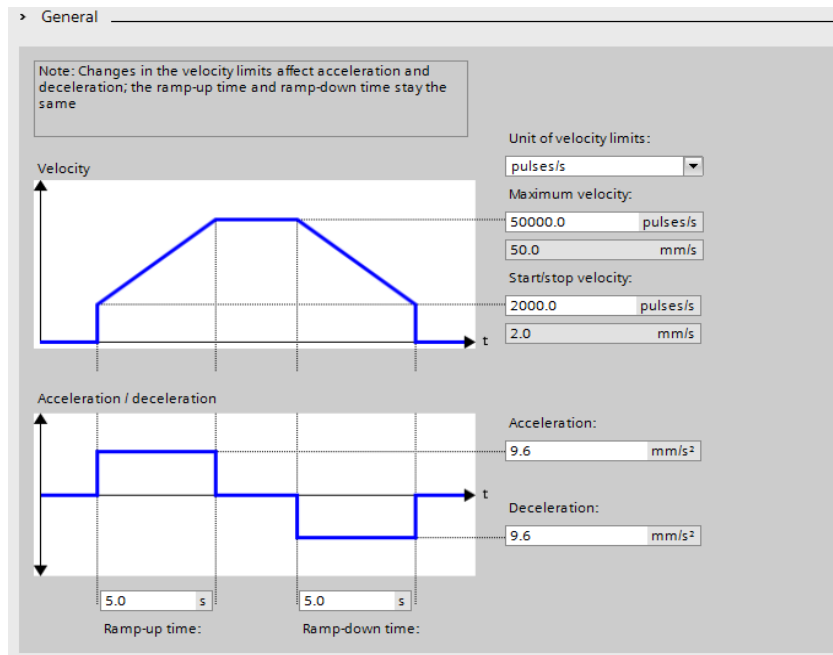 General
Note: Changes in the velocity limits affect acceleration and
deceleration; the ramp-up time and ramp-down time stay the
same
Unit of velocity limits:
pulses/s
Velocity
Maximum velocity:
50000.0 pulses/s
50.0 mm/s
Start/stop velocity:
2000.0 pulses/s
2.0 mm/s
t
Acceleration / deceleration
Acceleration:
9.6 mm/s²
t
Deceleration:
9.6 mm/s²
5.0 s 5.0 s
Ramp-up time: Ramp-down time: